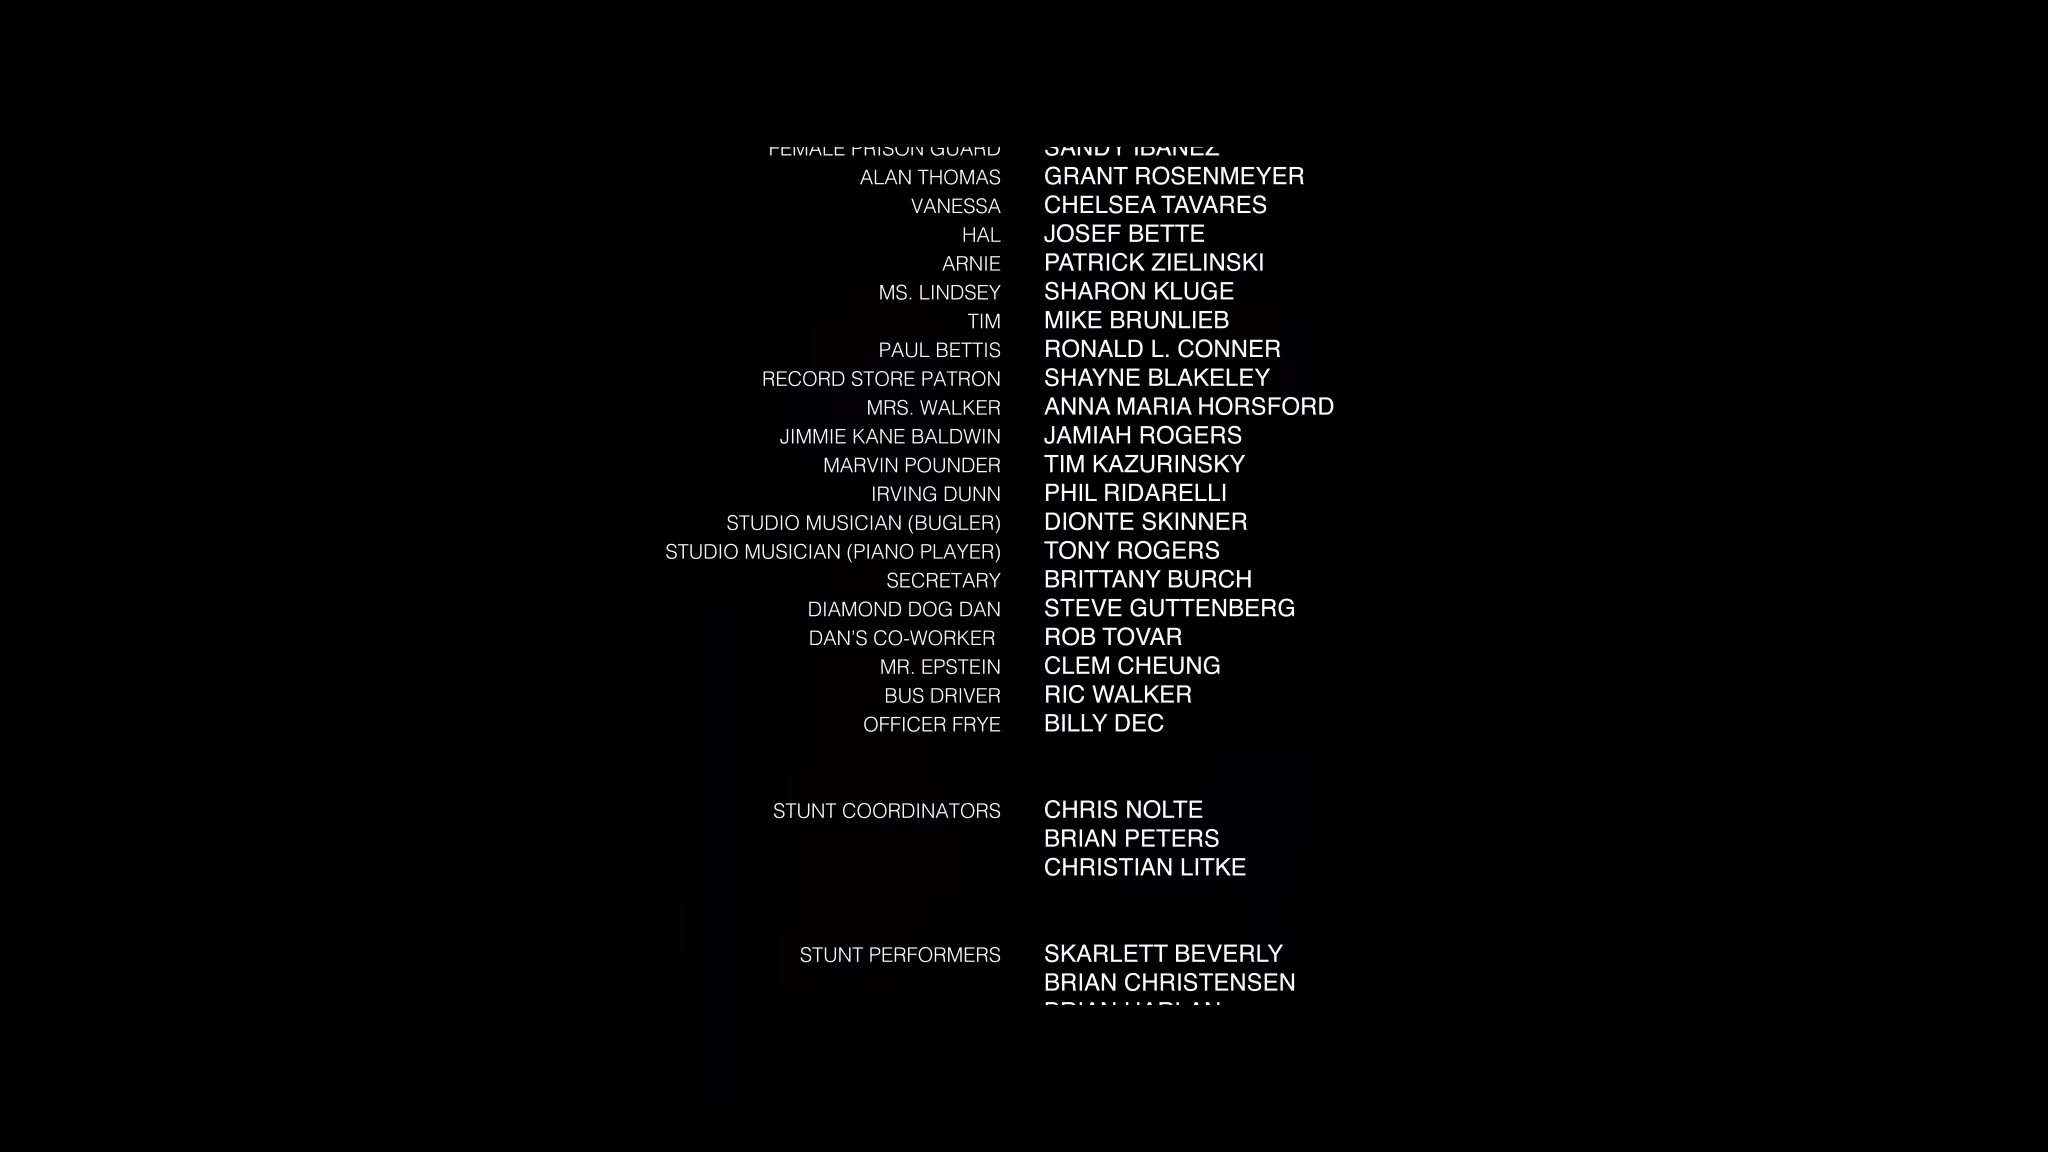 FEMALE PRISON GUARD SANDY IBANEZ
ALAN THOMAS GRANT ROSENMEYER
VANESSA CHELSEA TAVARES
HAL JOSEF BETTE
ARNIE PATRICK ZIELINSKI
MS. LINDSEY SHARON KLUGE
TIM MIKE BRUNLIEB
PAUL BETTIS RONALD L. CONNER
RECORD STORE PATRON SHAYNE BLAKELEY
MRS. WALKER ANNA MARIA HORSFORD
JIMMIE KANE BALDWIN JAMIAH ROGERS
MARVIN POUNDER TIM KAZURINSKY
IRVING DUNN PHIL RIDARELLI
STUDIO MUSICIAN (BUGLER) DIONTE SKINNER
STUDIO MUSICIAN (PIANO PLAYER) TONY ROGERS
SECRETARY BRITTANY BURCH
DIAMOND DOG DAN STEVE GUTTENBERG
DAN'S CO-WORKER ROB TOVAR
MR. EPSTEIN CLEM CHEUNG
BUS DRIVER RIC WALKER
OFFICER FRYE BILLY DEC
STUNT COORDINATORS CHRIS NOLTE
BRIAN PETERS
CHRISTIAN LITKE
STUNT PERFORMERS SKARLETT BEVERLY
BRIAN CHRISTENSEN